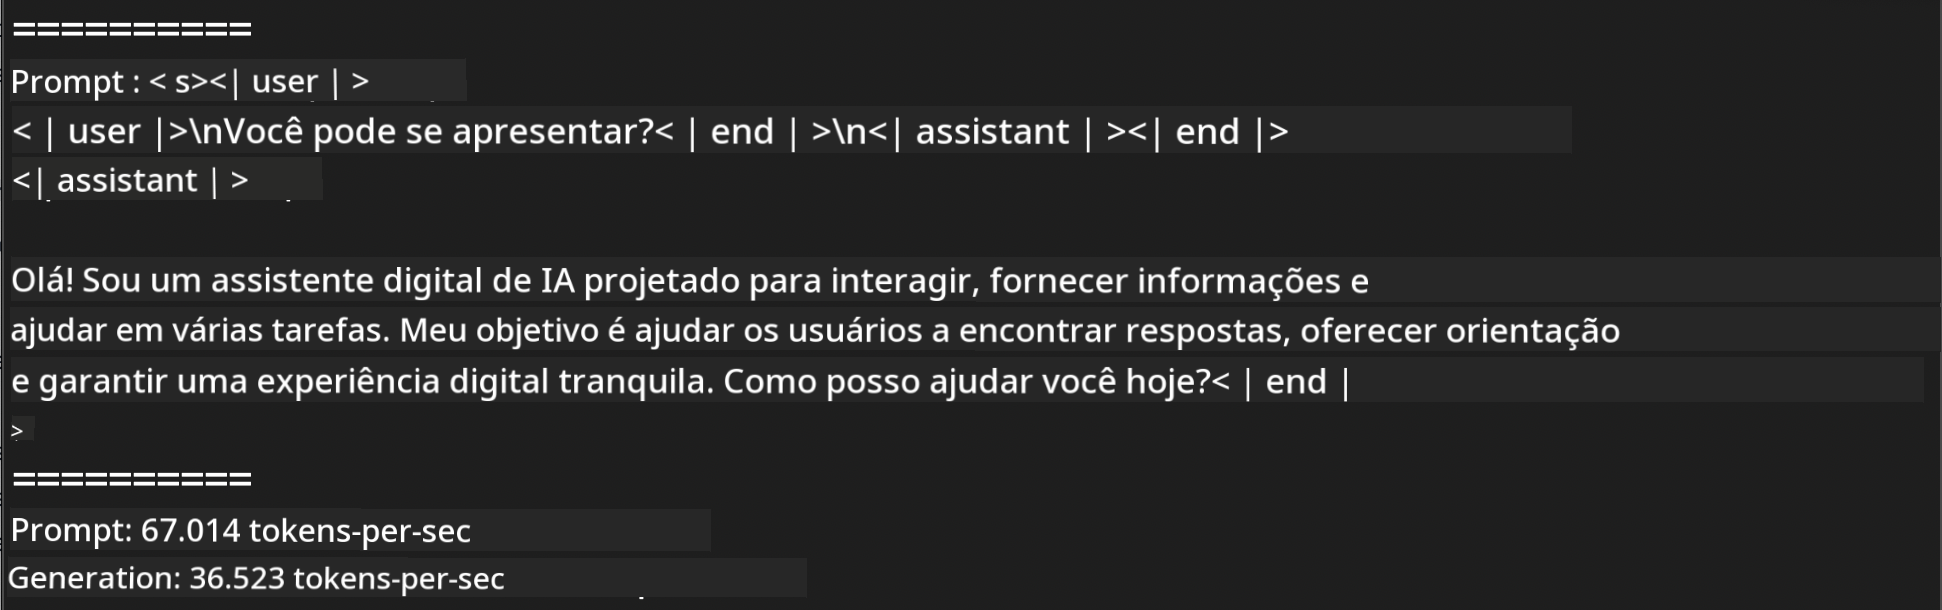 ==========
Prompt : < s><| user | >
< | user |>\nVocê pode se apresentar?< | end | >\n<| assistant | ><| end |>
<| assistant | >
Olá! Sou um assistente digital de IA projetado para interagir, fornecer informações e
ajudar em várias tarefas. Meu objetivo é ajudar os usuários a encontrar respostas, oferecer orientação
e garantir uma experiência digital tranquila. Como posso ajudar você hoje?< | end |
>
==========
Prompt: 67.014 tokens-per-sec
Generation: 36.523 tokens-per-sec